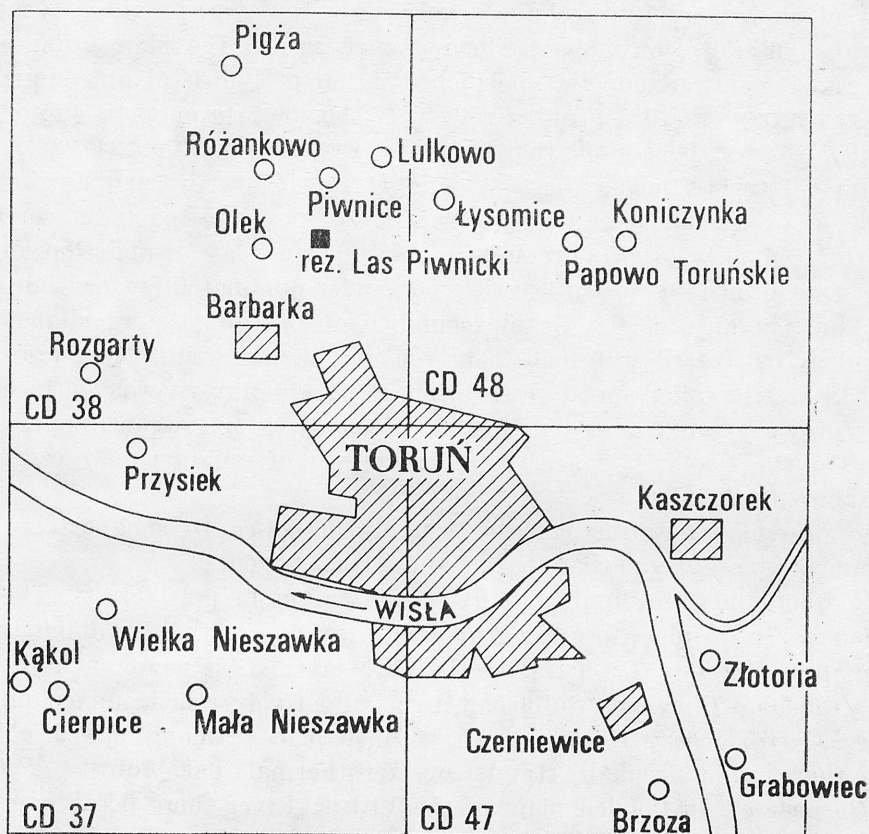 Pigża
Różankowo
Lulkowo
Piwnice
Łysomice
Koniczynka
Olek
rez. Las Piwnicki
Papowo Toruńskie
Barbarka
Rozgarty
CD 38
CD 48
TORUŃ
Przysiek
Kaszczorek
WISŁA
Wielka Nieszawka
Kąkol
Złotoria
Cierpice
Mała Nieszawka
Czerniewice
Grabowiec
CD 37
CD 47
Brzoza